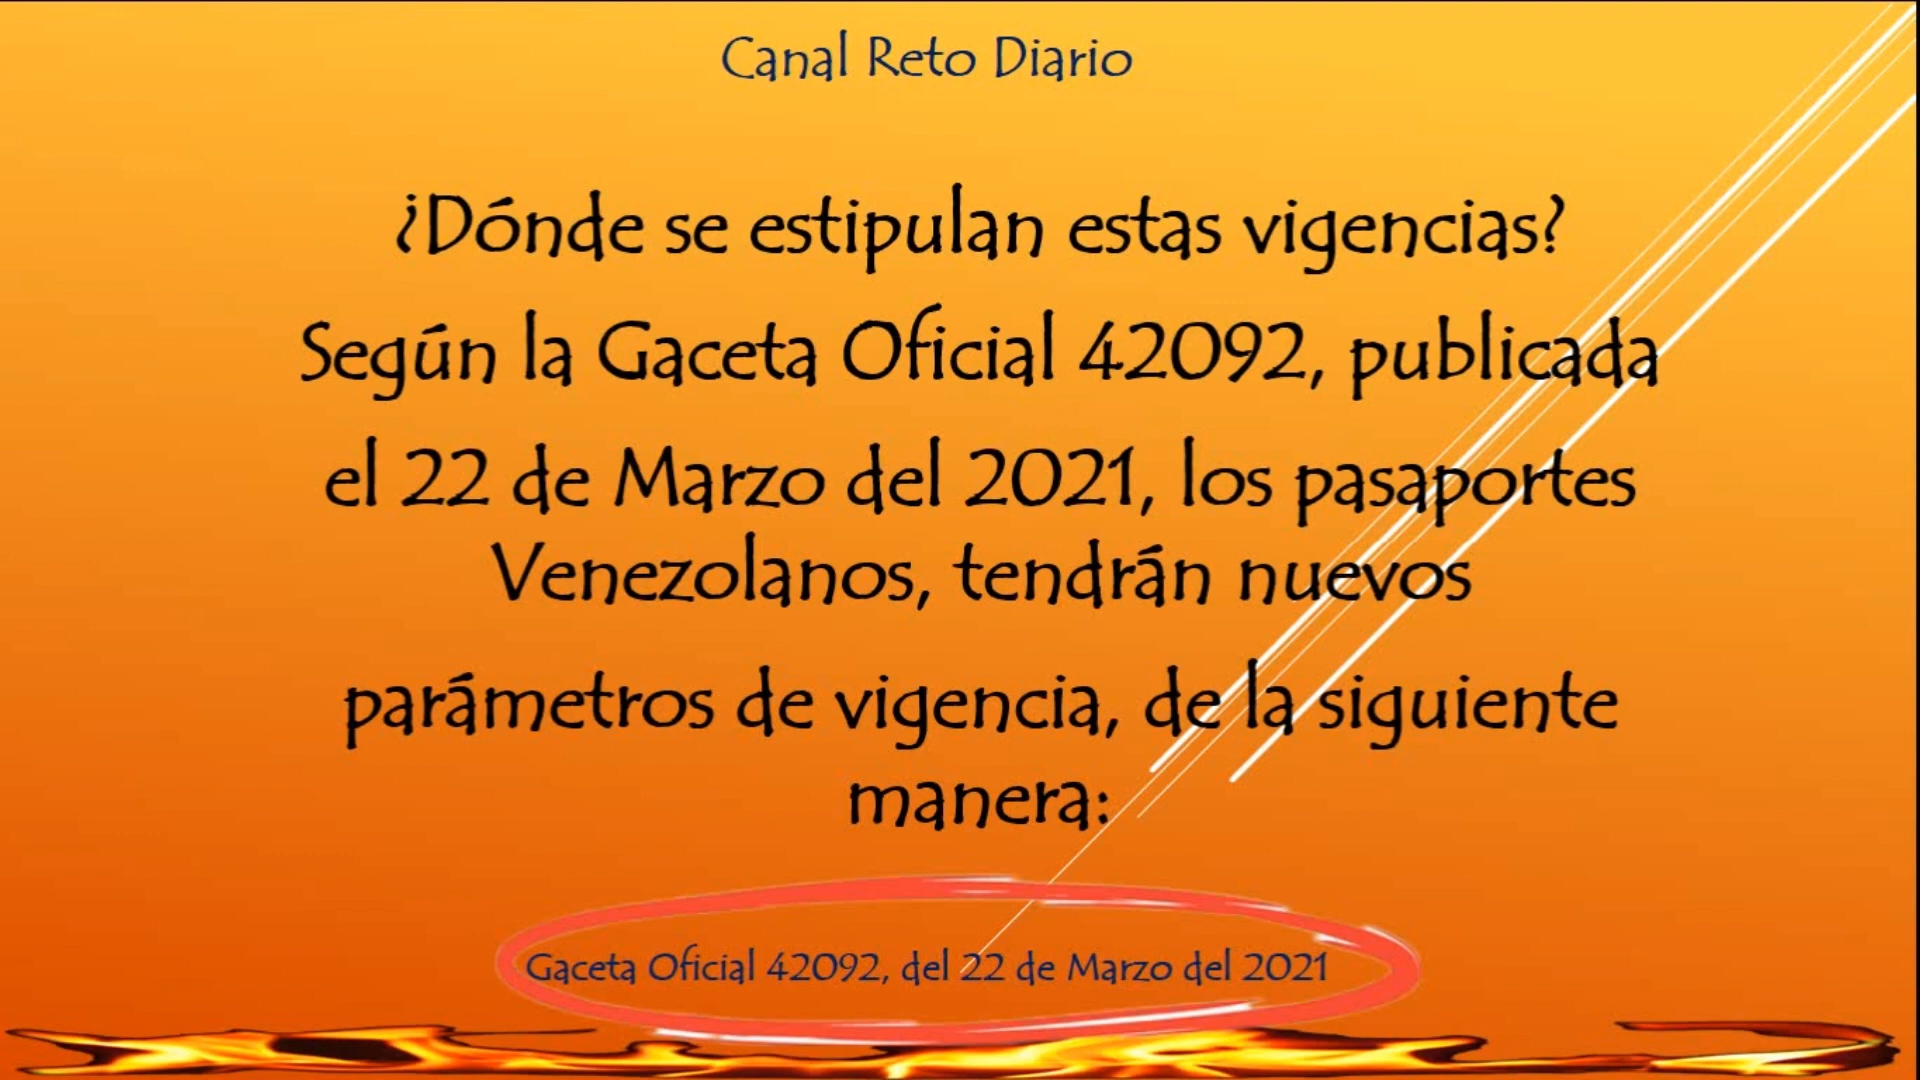 Canal Reto Diario
¿Dónde se estipulan estas vigencias?
Según la Gaceta Oficial 42092, publicada
el 22 de Marzo del 2021, los pasaportes
Venezolanos, tendrán nuevos
parámetros de vigencia, de la siguiente
manera:
Gaceta Oficial 42092, del 22 de Marzo del 2021